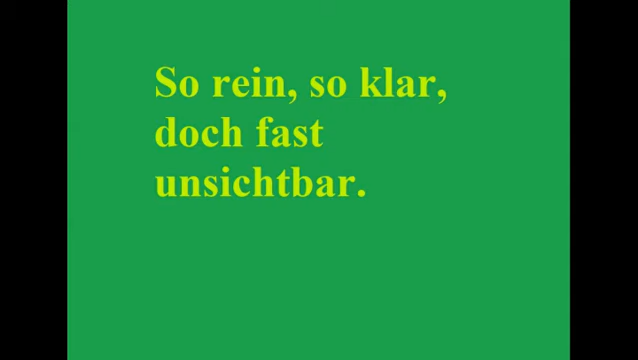 So rein, so klar,
doch fast
unsichtbar.